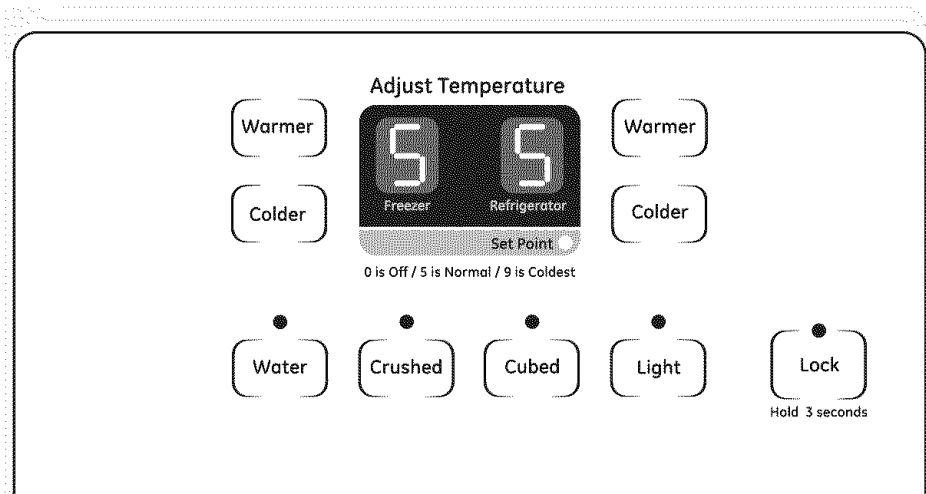 Adjust Temperature
Warmer
5 5
Warmer
Colder
Freezer Refrigerator
Colder
Set Point
0 is Off / 5 is Normal / 9 is Coldest
Water
Crushed
Cubed
Light
Lock
Hold 3 seconds